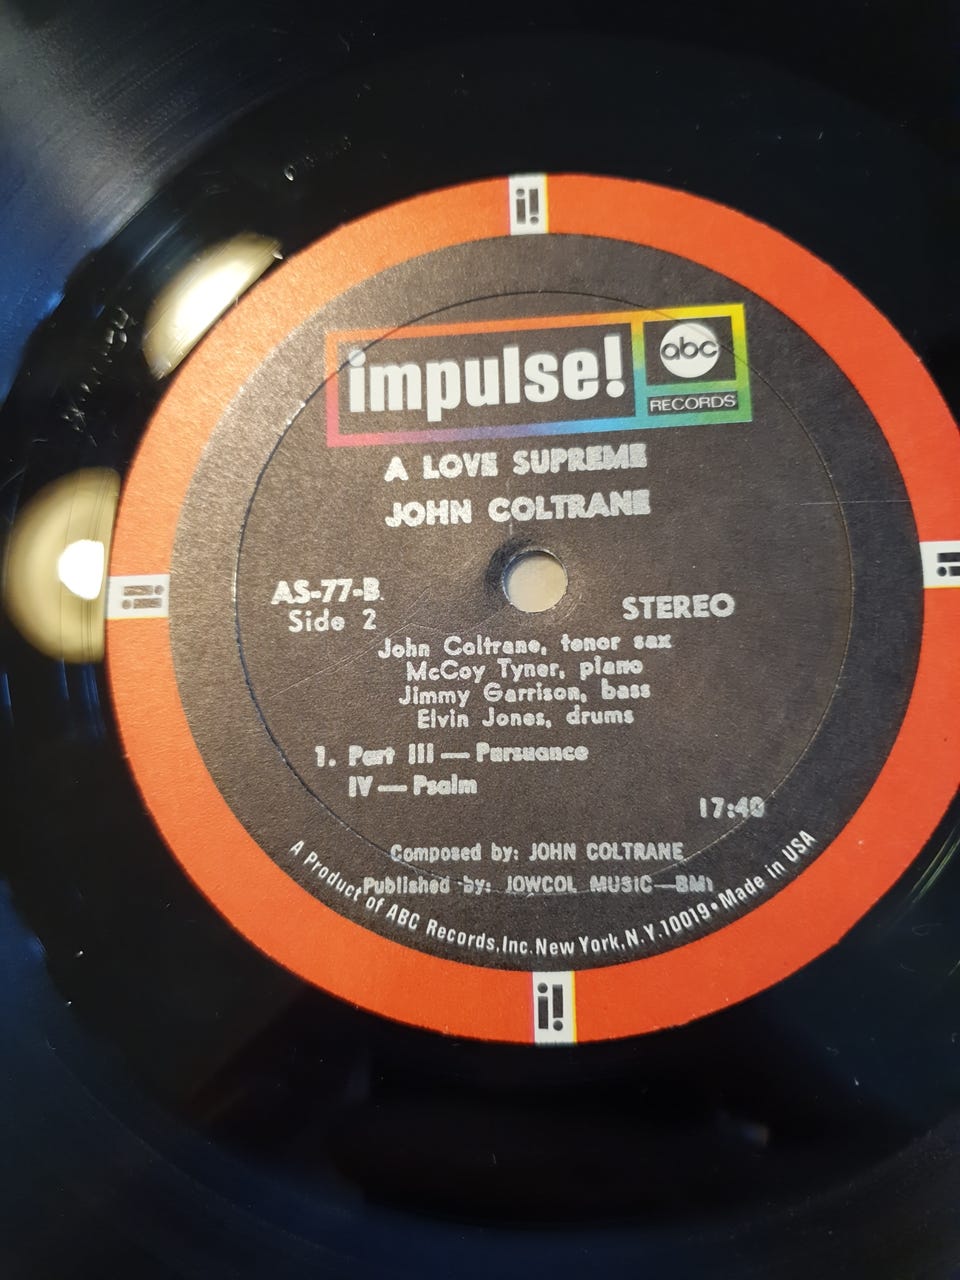 i!
impulse!
abc
RECORDS
A LOVE SUPREME
JOHN COLTRANE
AS-77-B
Side 2
STEREO
John Coltrane, tenor sax
McCoy Tyner, piano
Jimmy Garrison, bass
Elvin Jones, drums
i!
i!
1. Part III — Pursuance
IV — Psalm
17:40
Composed by: JOHN COLTRANE
Published by: JOWCOL MUSIC—BMI
A Product of ABC Records, Inc. New York, N.Y. 10019 • Made in USA
i!